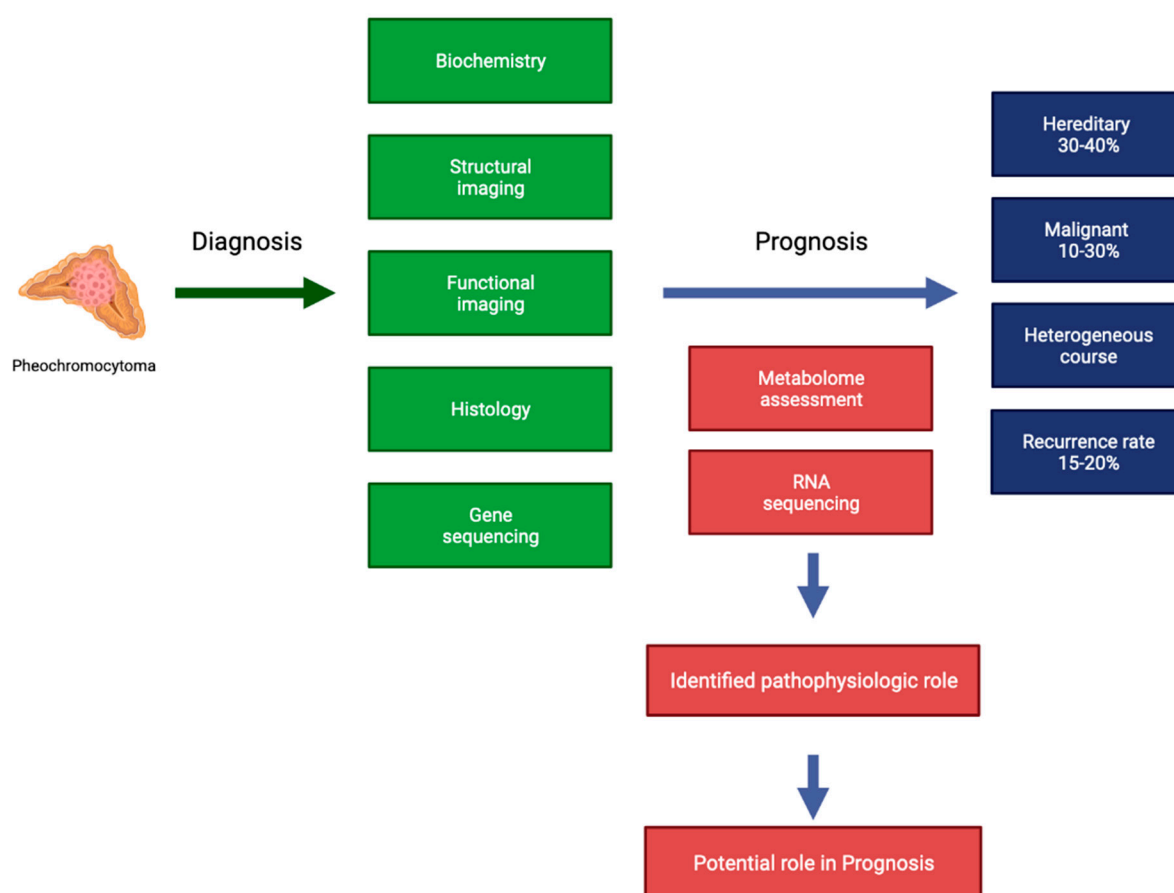 Pheochromocytoma
Diagnosis
Biochemistry
Structural
imaging
Functional
imaging
Histology
Gene
sequencing
Prognosis
Metabolome
assessment
RNA
sequencing
Identified pathophysiologic role
Potential role in Prognosis
Hereditary
30-40%
Malignant
10-30%
Heterogeneous
course
Recurrence rate
15-20%